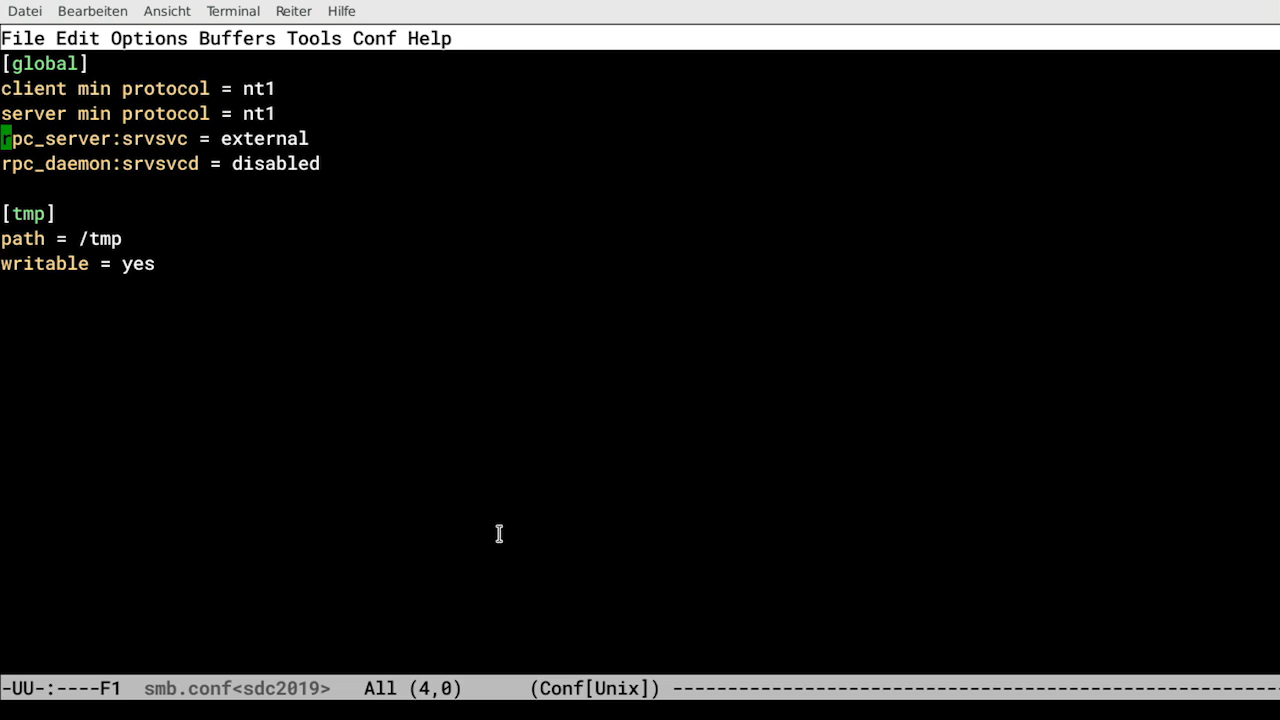 Datei Bearbeiten Ansicht Terminal Reiter Hilfe
File Edit Options Buffers Tools Conf Help
[global]
client min protocol = nt1
server min protocol = nt1
rpc_server:srvsvc = external
rpc_daemon:srvsvcd = disabled

[tmp]
path = /tmp
writable = yes
-UU-:----F1  smb.conf<sdc2019>   All (4,0)      (Conf[Unix]) -------------------------------------------------------